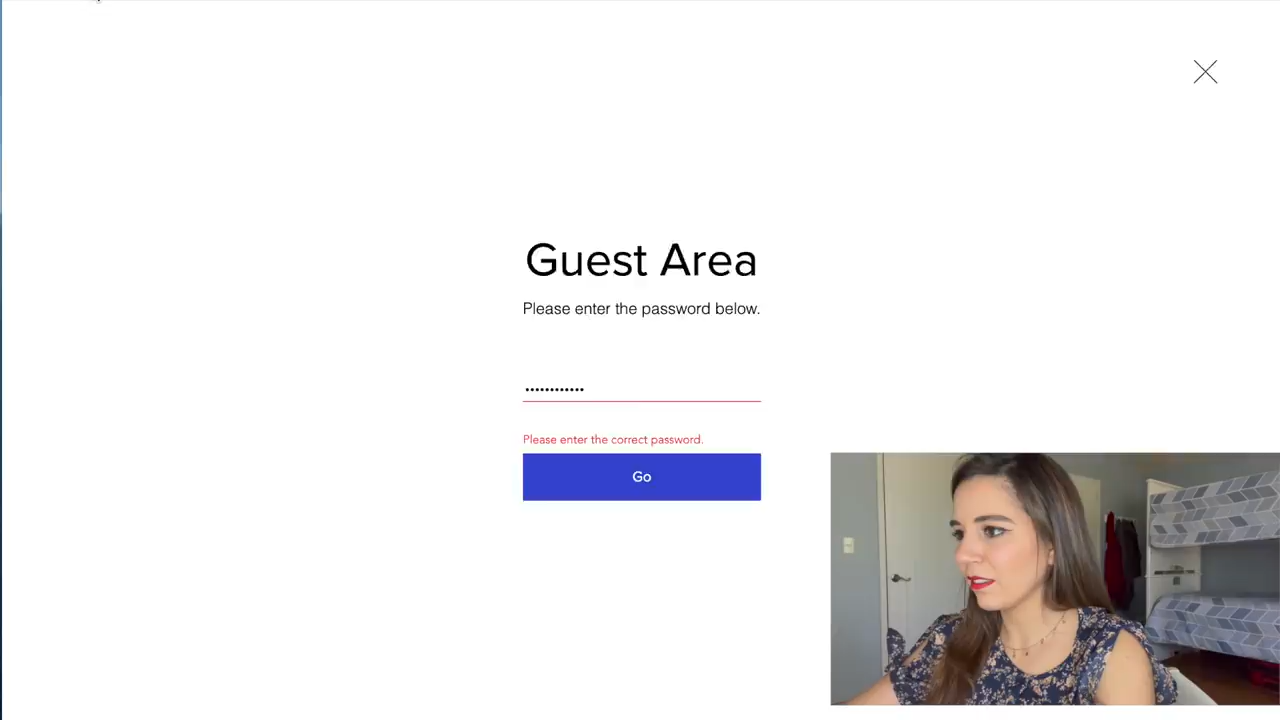 Guest Area
Please enter the password below.
••••••••••••
Please enter the correct password.
Go